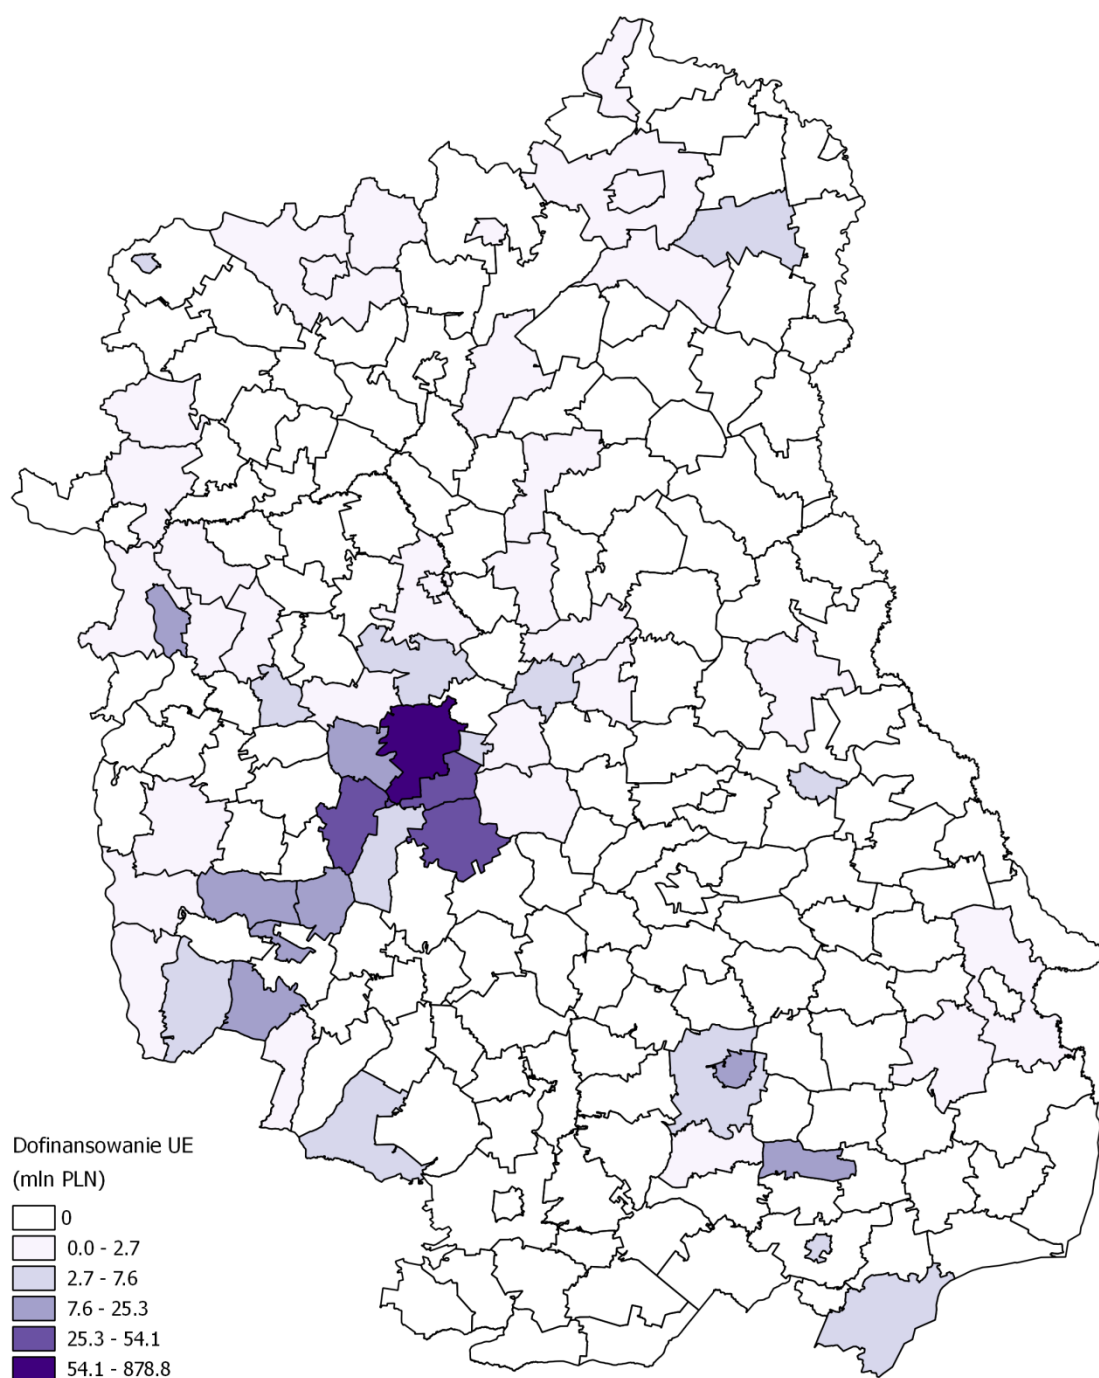 Dofinansowanie UE
(mln PLN)
0
0.0 - 2.7
2.7 - 7.6
7.6 - 25.3
25.3 - 54.1
54.1 - 878.8